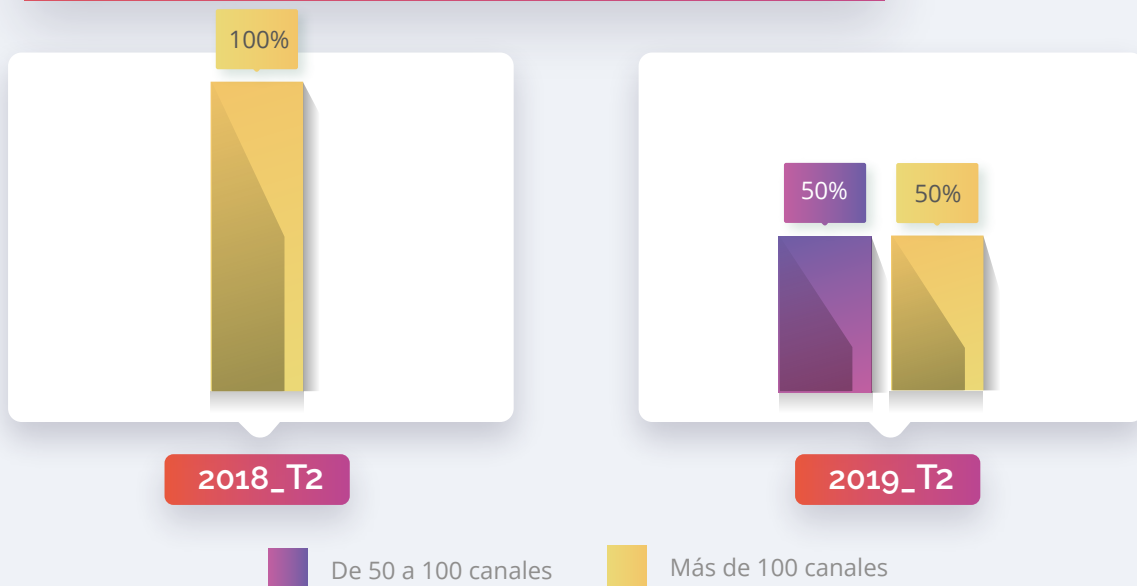 100%
50%
50%
2018_T2
2019_T2
De 50 a 100 canales
Más de 100 canales